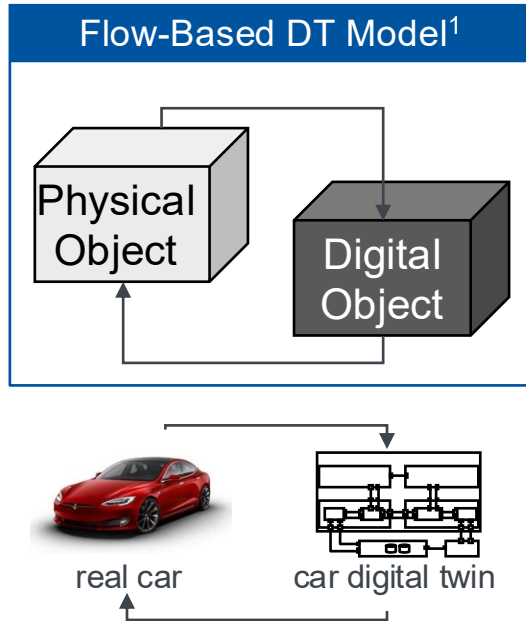 Flow-Based DT Model¹
Physical
Object
Digital
Object
real car
car digital twin